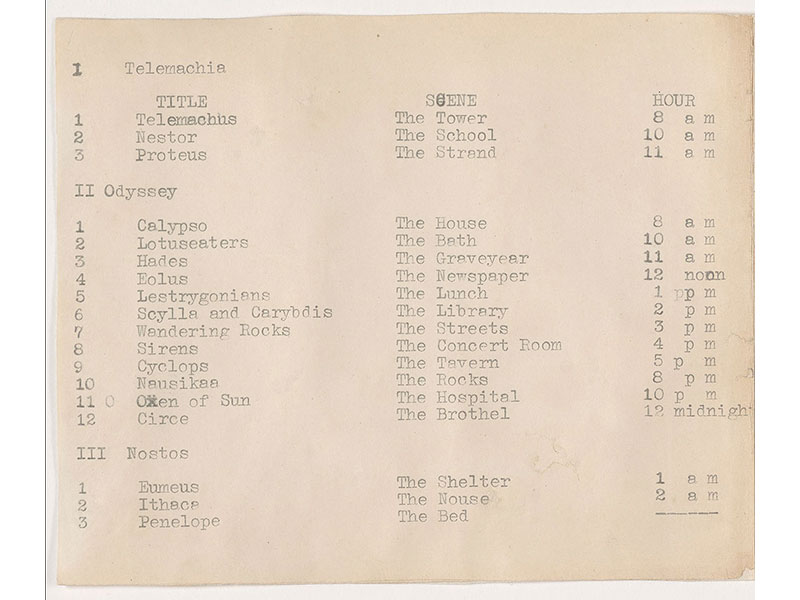 I Telemachia
TITLE SCENE HOUR
1 Telemachus The Tower 8 a m
2 Nestor The School 10 a m
3 Proteus The Strand 11 a m
II Odyssey
1 Calypso The House 8 a m
2 Lotuseaters The Bath 10 a m
3 Hades The Graveyear 11 a m
4 Eolus The Newspaper 12 noon
5 Lestrygonians The Lunch 1 pp m
6 Scylla and Carybdis The Library 2 p m
7 Wandering Rocks The Streets 3 p m
8 Sirens The Concert Room 4 p m
9 Cyclops The Tavern 5 p m
10 Nausikaa The Rocks 8 p m
11 O Oxen of Sun The Hospital 10 p m
12 Circe The Brothel 12 midnigh
III Nostos
1 Eumeus The Shelter 1 a m
2 Ithaca The Nouse 2 a m
3 Penelope The Bed -----